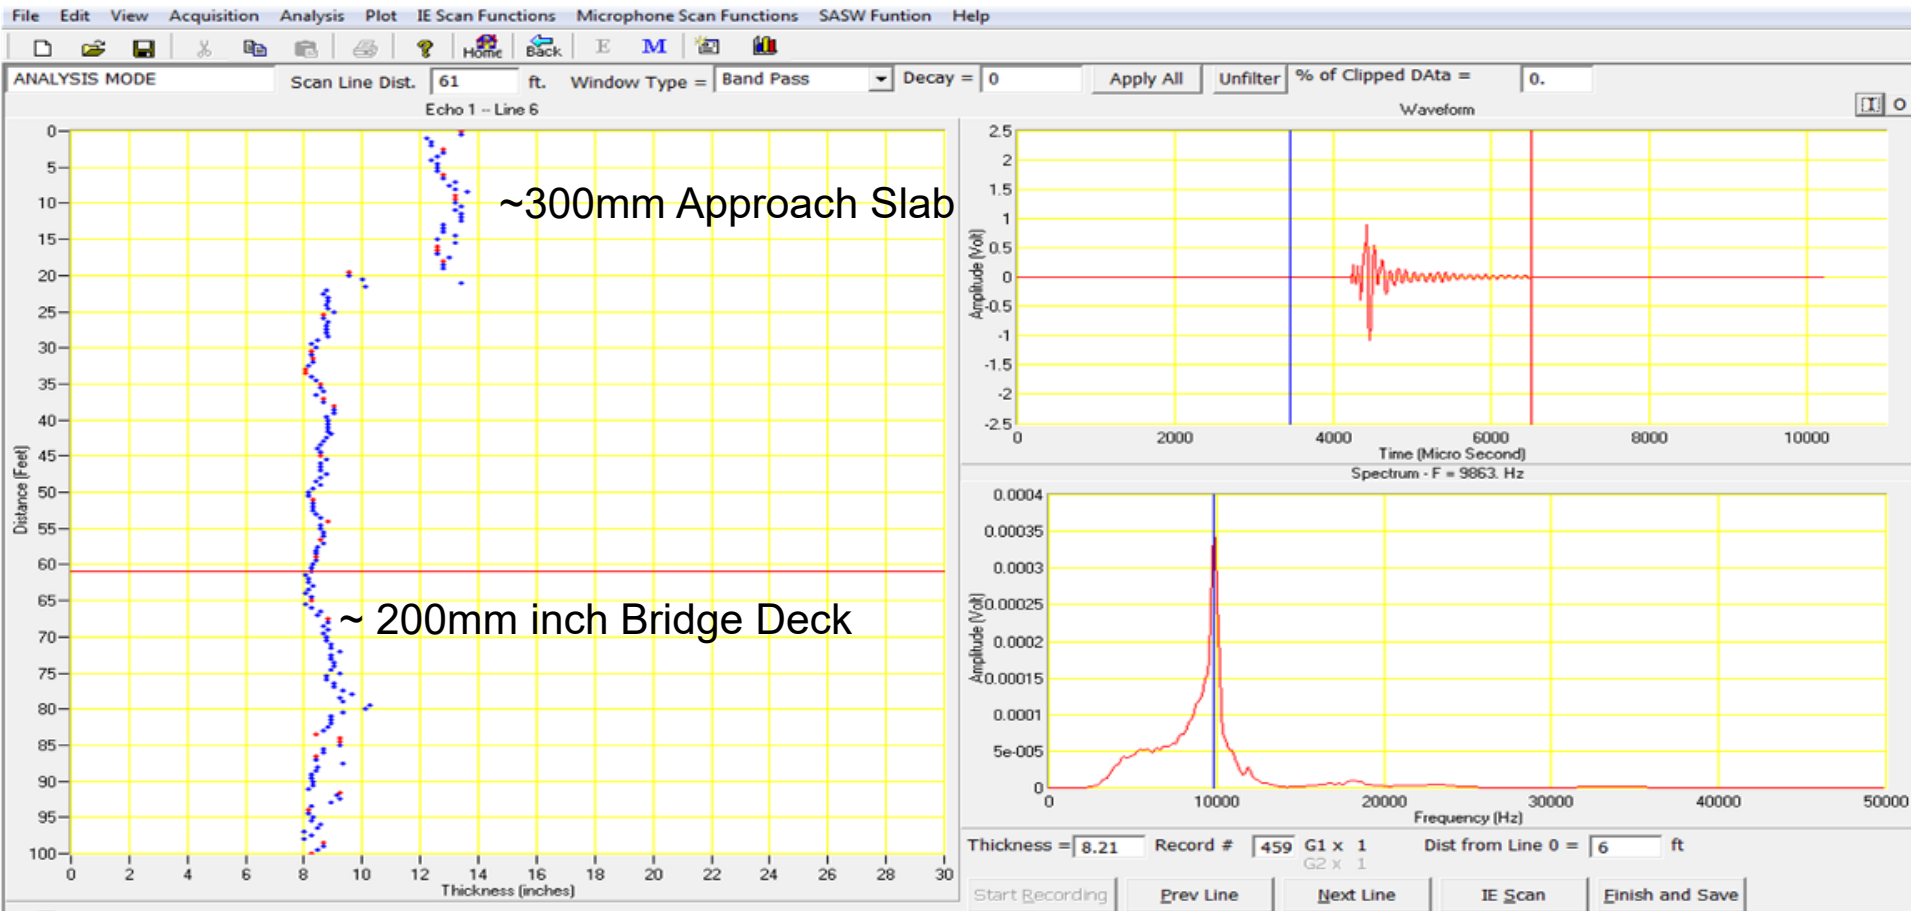 File Edit View Acquisition Analysis Plot IE Scan Functions Microphone Scan Functions SASW Funtion Help
Home Back E M
ANALYSIS MODE Scan Line Dist. 61 ft. Window Type = Band Pass Decay = 0 Apply All Unfilter % of Clipped DAta = 0.
Echo 1 -- Line 6
0
5
10
15
20
25
30
35
40
45
50
55
60
65
70
75
80
85
90
95
100
Distance (Feet)
~300mm Approach Slab
~ 200mm inch Bridge Deck
0 2 4 6 8 10 12 14 16 18 20 22 24 26 28 30
Thickness (inches)
Waveform
I O
2.5
2
1.5
1
0.5
0
-0.5
-1
-1.5
-2
-2.5
Amplitude (Volt)
0 2000 4000 6000 8000 10000
Time (Micro Second)
Spectrum - F = 9863. Hz
0.0004
0.00035
0.0003
0.00025
0.0002
0.00015
0.0001
5e-005
0
Amplitude (Volt)
0 10000 20000 30000 40000 50000
Frequency (Hz)
Thickness = 8.21 Record # 459 G1 x 1 Dist from Line 0 = 6 ft
G2 x 1
Start Recording Prev Line Next Line IE Scan Finish and Save